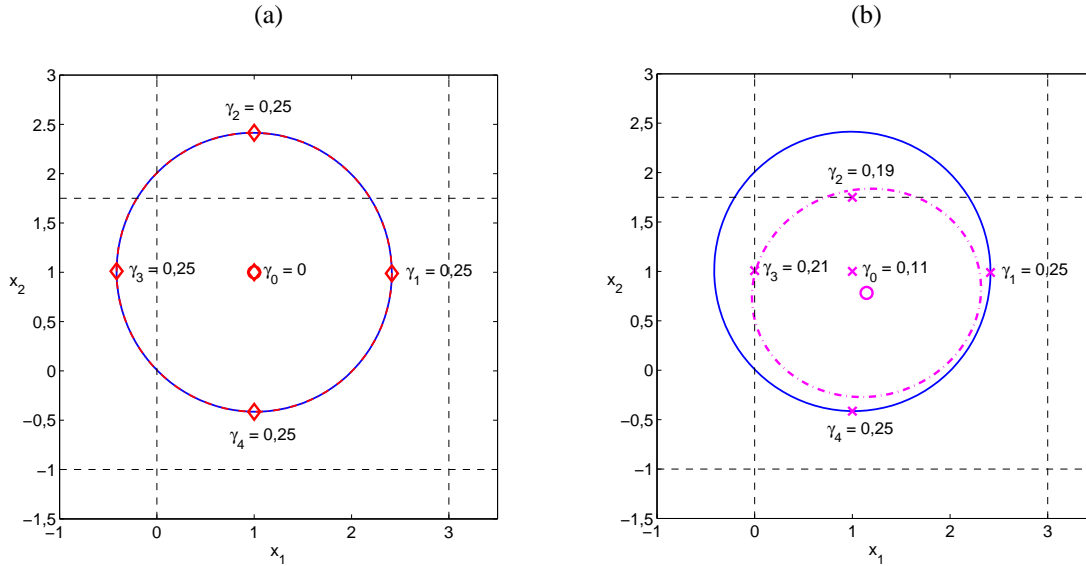 (a)
(b)
3
2.5
2
1.5
1
0,5
0
−0,5
−1
−1,5
x2
−1
0
1
2
3
x1
γ2 = 0,25
γ3 = 0,25
γ0 = 0
γ1 = 0,25
γ4 = 0,25
3
2.5
2
1.5
1
0,5
0
−0,5
−1
−1,5
x2
−1
0
1
2
3
x1
γ2 = 0,19
γ3 = 0,21
γ0 = 0,11
γ1 = 0,25
γ4 = 0,25